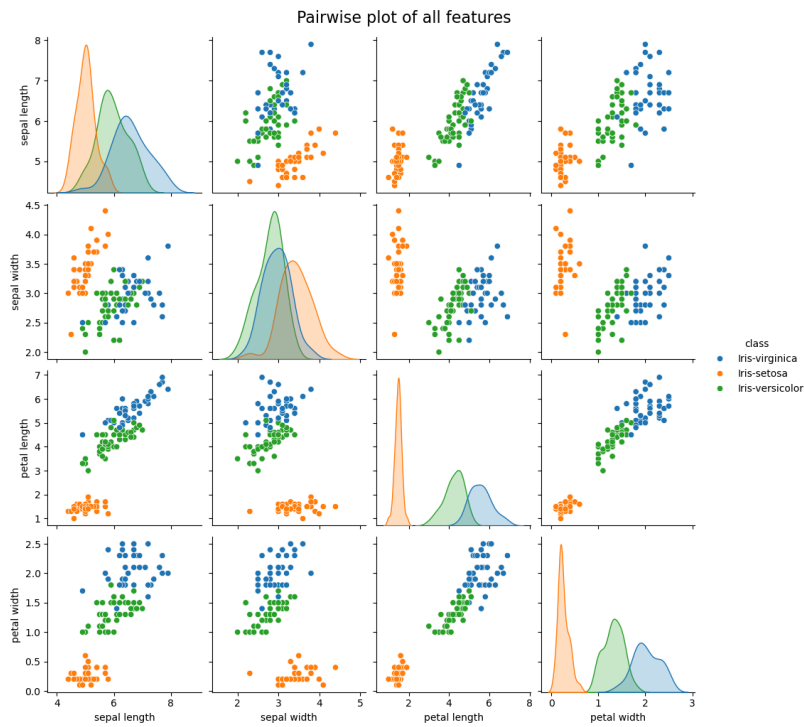 Pairwise plot of all features
8
7
6
5
sepal length
4.5
4.0
3.5
3.0
2.5
2.0
sepal width
class
Iris-virginica
Iris-setosa
Iris-versicolor
7
6
5
4
3
2
1
petal length
2.5
2.0
1.5
1.0
0.5
0.0
petal width
4 6 8 2 3 4 5 2 4 6 8 0 1 2 3
sepal length sepal width petal length petal width